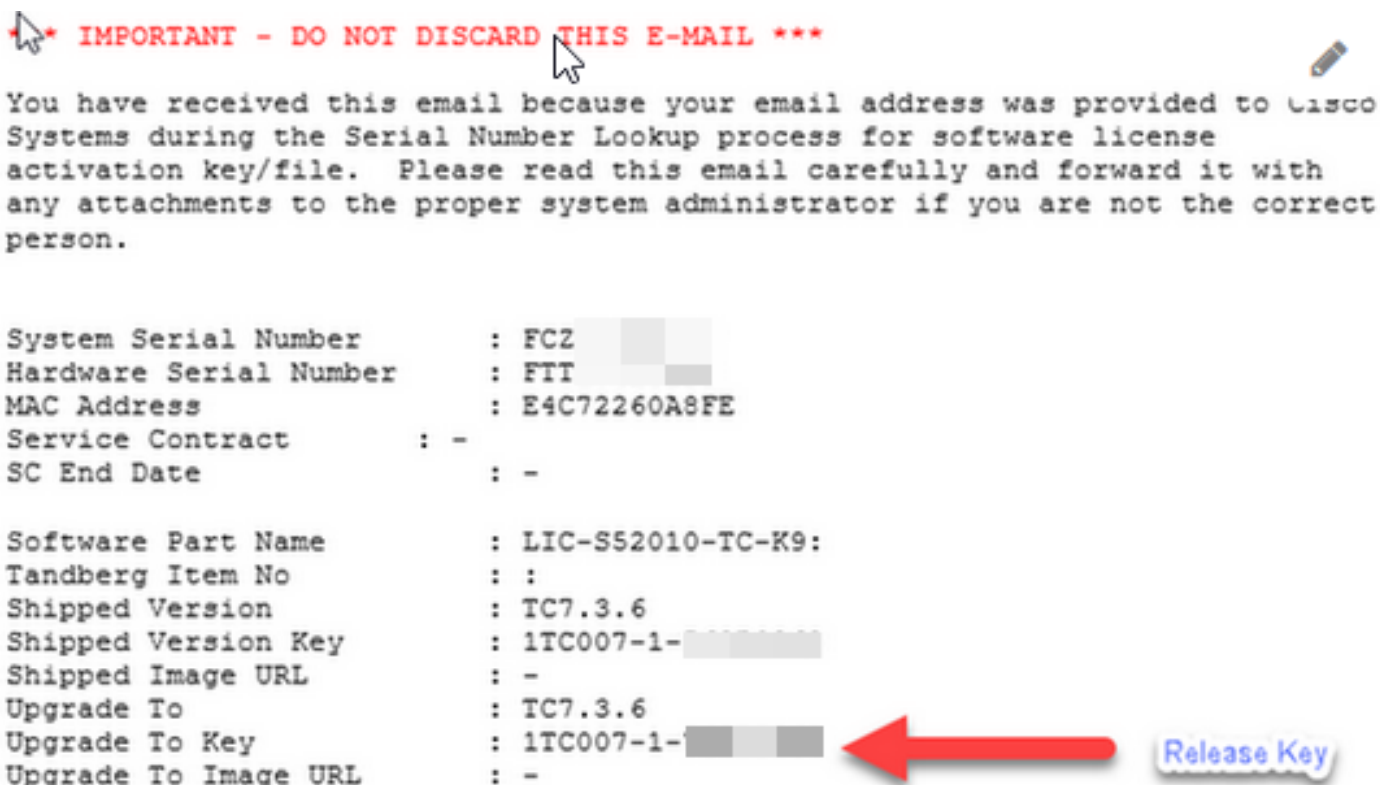 *** IMPORTANT - DO NOT DISCARD THIS E-MAIL ***
You have received this email because your email address was provided to Cisco
Systems during the Serial Number Lookup process for software license
activation key/file.  Please read this email carefully and forward it with
any attachments to the proper system administrator if you are not the correct
person.
System Serial Number : FCZ
Hardware Serial Number : FTT
MAC Address : E4C72260A8FE
Service Contract : -
SC End Date : -
Software Part Name : LIC-S52010-TC-K9:
Tandberg Item No : :
Shipped Version : TC7.3.6
Shipped Version Key : 1TC007-1-
Shipped Image URL : -
Upgrade To : TC7.3.6
Upgrade To Key : 1TC007-1- Release Key
Upgrade To Image URL : -